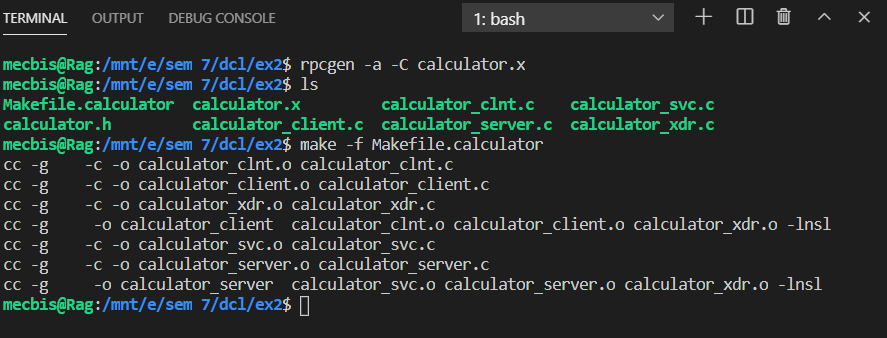 TERMINAL OUTPUT DEBUG CONSOLE 1: bash
mecbis@Rag:/mnt/e/sem 7/dcl/ex2$ rpcgen -a -C calculator.x
mecbis@Rag:/mnt/e/sem 7/dcl/ex2$ ls
Makefile.calculator  calculator.x         calculator_clnt.c    calculator_svc.c
calculator.h         calculator_client.c  calculator_server.c  calculator_xdr.c
mecbis@Rag:/mnt/e/sem 7/dcl/ex2$ make -f Makefile.calculator
cc -g    -c -o calculator_clnt.o calculator_clnt.c
cc -g    -c -o calculator_client.o calculator_client.c
cc -g    -c -o calculator_xdr.o calculator_xdr.c
cc -g     -o calculator_client  calculator_clnt.o calculator_client.o calculator_xdr.o -lnsl
cc -g    -c -o calculator_svc.o calculator_svc.c
cc -g    -c -o calculator_server.o calculator_server.c
cc -g     -o calculator_server  calculator_svc.o calculator_server.o calculator_xdr.o -lnsl
mecbis@Rag:/mnt/e/sem 7/dcl/ex2$